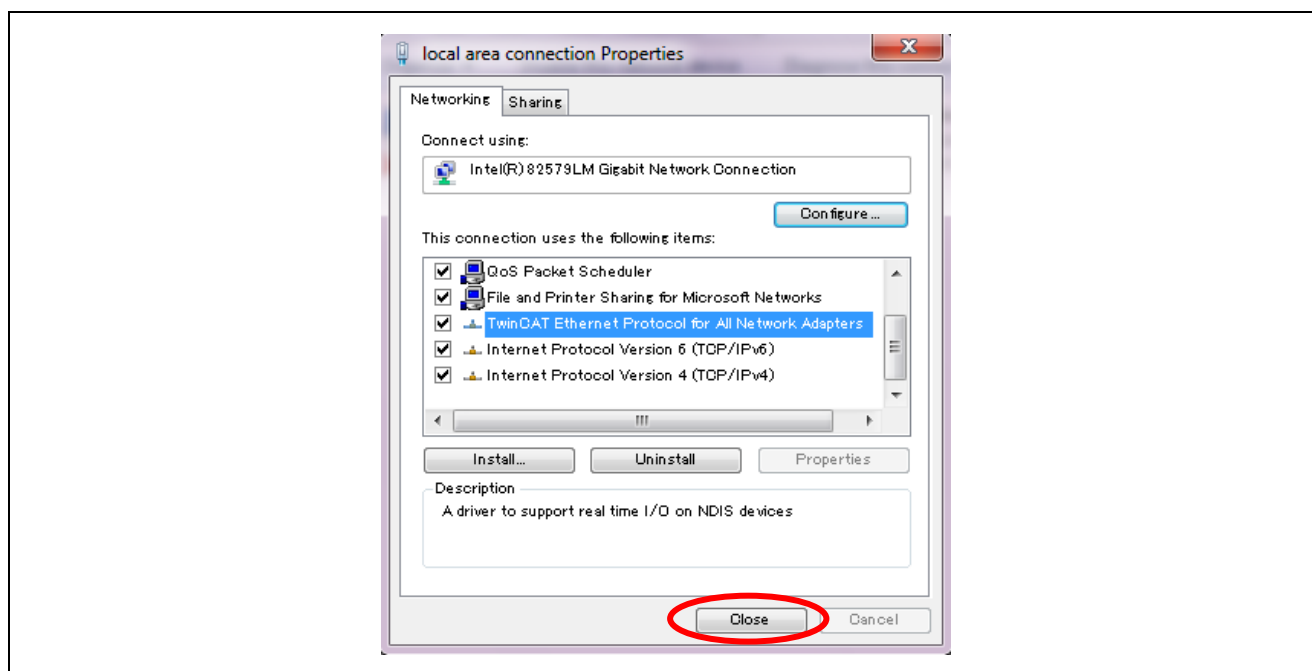 local area connection Properties
Networking
Sharing
Connect using:
Intel(R) 82579LM Gigabit Network Connection
Configure ...
This connection uses the following items:
QoS Packet Scheduler
File and Printer Sharing for Microsoft Networks
TwinCAT Ethernet Protocol for All Network Adapters
Internet Protocol Version 6 (TCP/IPv6)
Internet Protocol Version 4 (TCP/IPv4)
Install...
Uninstall
Properties
Description
A driver to support real time I/O on NDIS devices
Close
Cancel